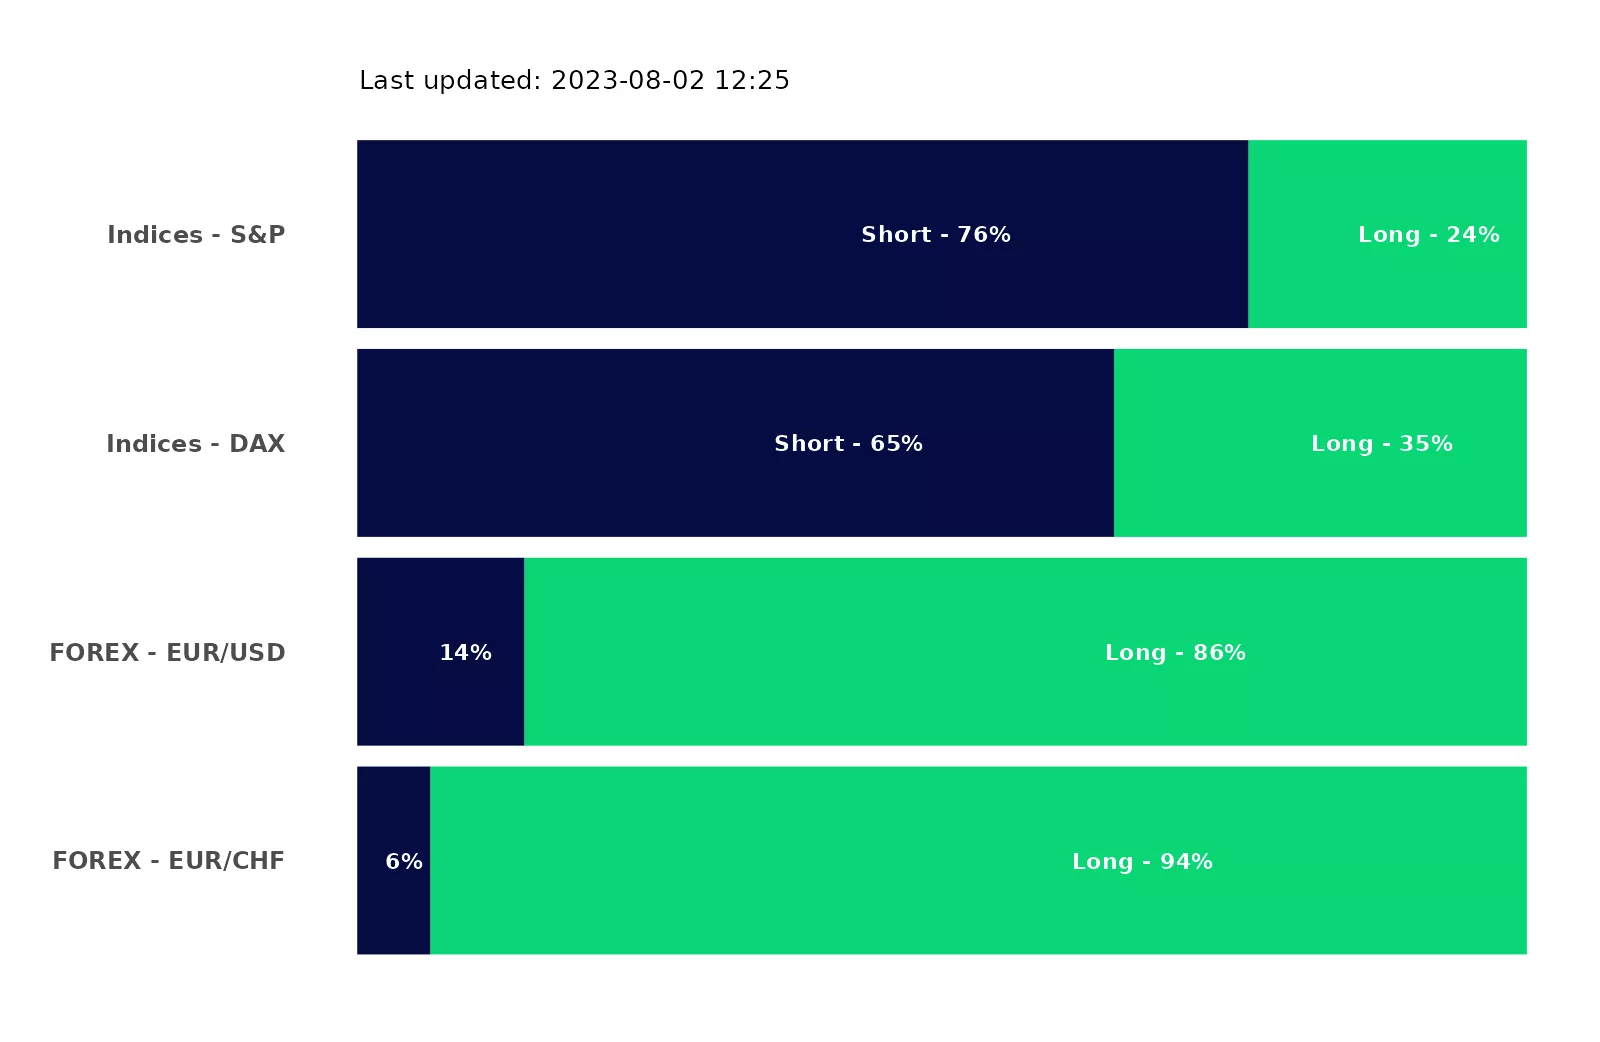 Last updated: 2023-08-02 12:25
Indices - S&P
Short - 76%
Long - 24%
Indices - DAX
Short - 65%
Long - 35%
FOREX - EUR/USD
14%
Long - 86%
FOREX - EUR/CHF
6%
Long - 94%